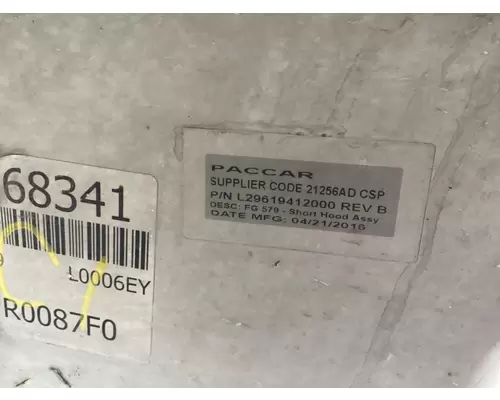 PACCAR
SUPPLIER CODE 21256AD CSP
P/N L29619412000 REV B
DESC: FG-579 - Short Hood Assy
DATE MFG: 04/21/2016
68341
9
L0006EY
R0087F0